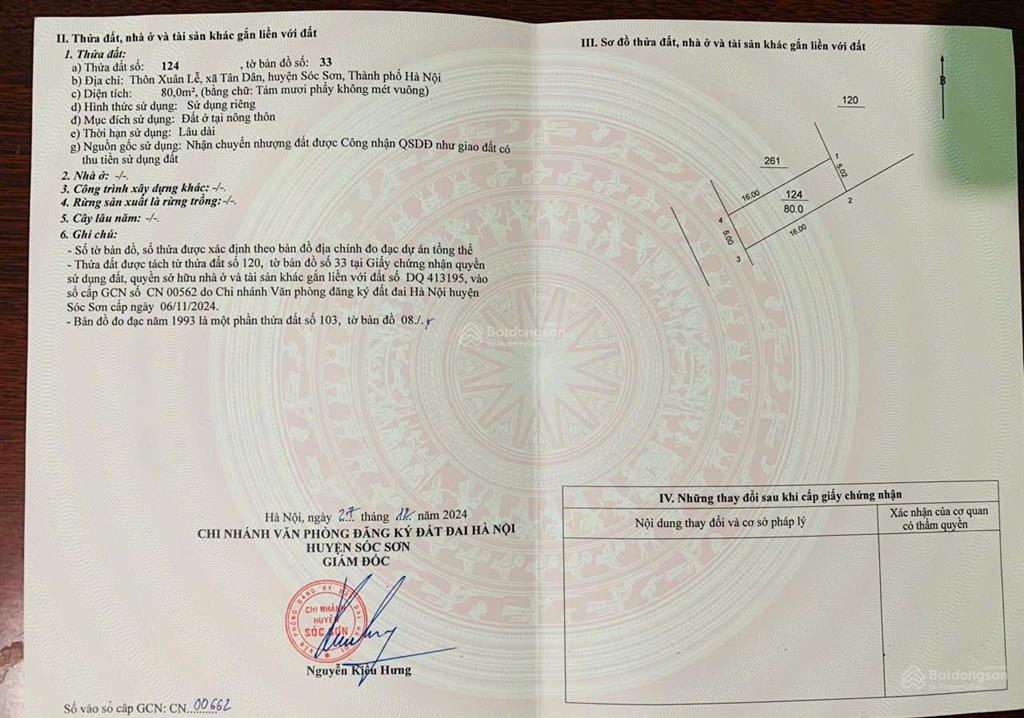 II. Thửa đất, nhà ở và tài sản khác gắn liền với đất
1. Thửa đất:
a) Thửa đất số: 124 , tờ bản đồ số: 33
b) Địa chỉ: Thôn Xuân Lễ, xã Tân Dân, huyện Sóc Sơn, Thành phố Hà Nội
c) Diện tích: 80,0m², (bằng chữ: Tám mươi phẩy không mét vuông)
d) Hình thức sử dụng: Sử dụng riêng
đ) Mục đích sử dụng: Đất ở tại nông thôn
e) Thời hạn sử dụng: Lâu dài
g) Nguồn gốc sử dụng: Nhận chuyển nhượng đất được Công nhận QSDĐ như giao đất có
thu tiền sử dụng đất
2. Nhà ở: -/-.
3. Công trình xây dựng khác: -/-.
4. Rừng sản xuất là rừng trồng:-/-.
5. Cây lâu năm: -/-.
6. Ghi chú:
- Số tờ bản đồ, số thửa được xác định theo bản đồ địa chính đo đạc dự án tổng thể
- Thửa đất được tách từ thửa đất số 120, tờ bản đồ số 33 tại Giấy chứng nhận quyền
sử dụng đất, quyền sở hữu nhà ở và tài sản khác gắn liền với đất số DQ 413195, vào
sổ cấp GCN số CN 00562 do Chi nhánh Văn phòng đăng ký đất đai Hà Nội huyện
Sóc Sơn cấp ngày 06/11/2024.
- Bản đồ đo đạc năm 1993 là một phần thửa đất số 103, tờ bản đồ 08./.
Hà Nội, ngày 27 tháng 12 năm 2024
CHI NHÁNH VĂN PHÒNG ĐĂNG KÝ ĐẤT ĐAI HÀ NỘI
HUYỆN SÓC SƠN
GIÁM ĐỐC
CHI NHÁNH
HUYỆN
SÓC SƠN
Nguyễn Kiều Hưng
Số vào sổ cấp GCN: CN 00662
III. Sơ đồ thửa đất, nhà ở và tài sản khác gắn liền với đất
B
120
261
1
5.02
16.00
124
80.0
2
4
5.00
16.00
3
IV. Những thay đổi sau khi cấp giấy chứng nhận
Nội dung thay đổi và cơ sở pháp lý
Xác nhận của cơ quan
có thẩm quyền
Batdongsan
Batdongsan